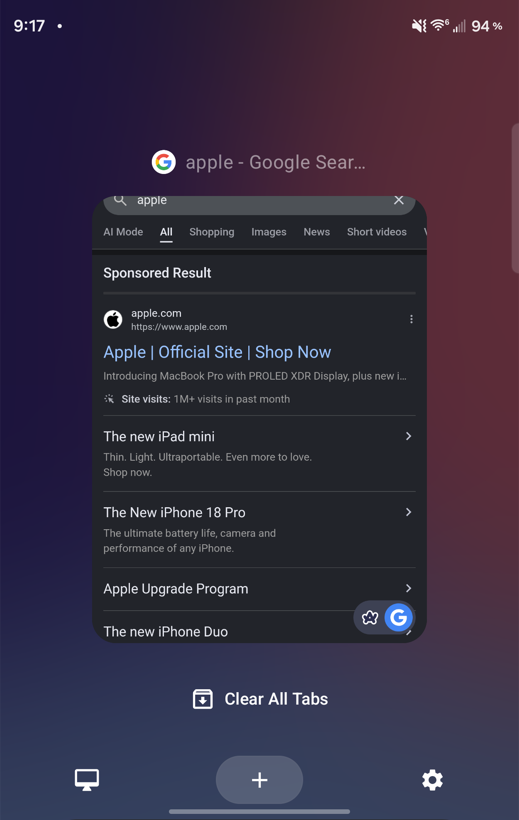 9:17
6
94 %
apple - Google Sear...
apple
AI Mode All Shopping Images News Short videos
Sponsored Result
apple.com
https://www.apple.com
Apple | Official Site | Shop Now
Introducing MacBook Pro with PROLED XDR Display, plus new i...
Site visits: 1M+ visits in past month
The new iPad mini
Thin. Light. Ultraportable. Even more to love.
Shop now.
The New iPhone 18 Pro
The ultimate battery life, camera and
performance of any iPhone.
Apple Upgrade Program
The new iPhone Duo
Clear All Tabs